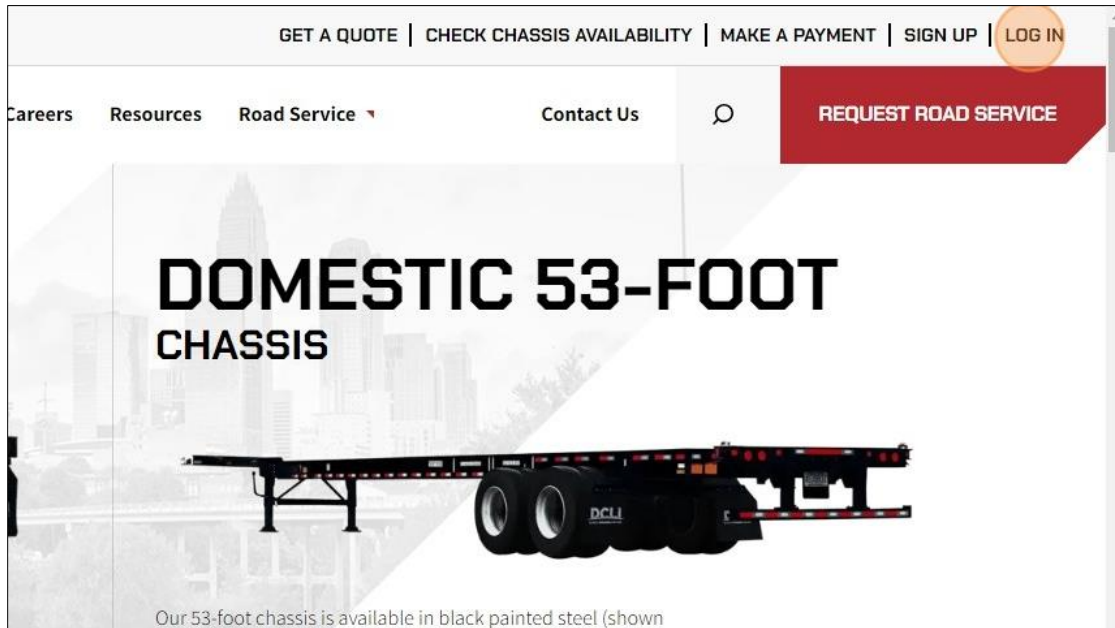 GET A QUOTE | CHECK CHASSIS AVAILABILITY | MAKE A PAYMENT | SIGN UP | LOG IN
Careers Resources Road Service Contact Us REQUEST ROAD SERVICE
DOMESTIC 53-FOOT
CHASSIS
DCLI
Our 53-foot chassis is available in black painted steel (shown